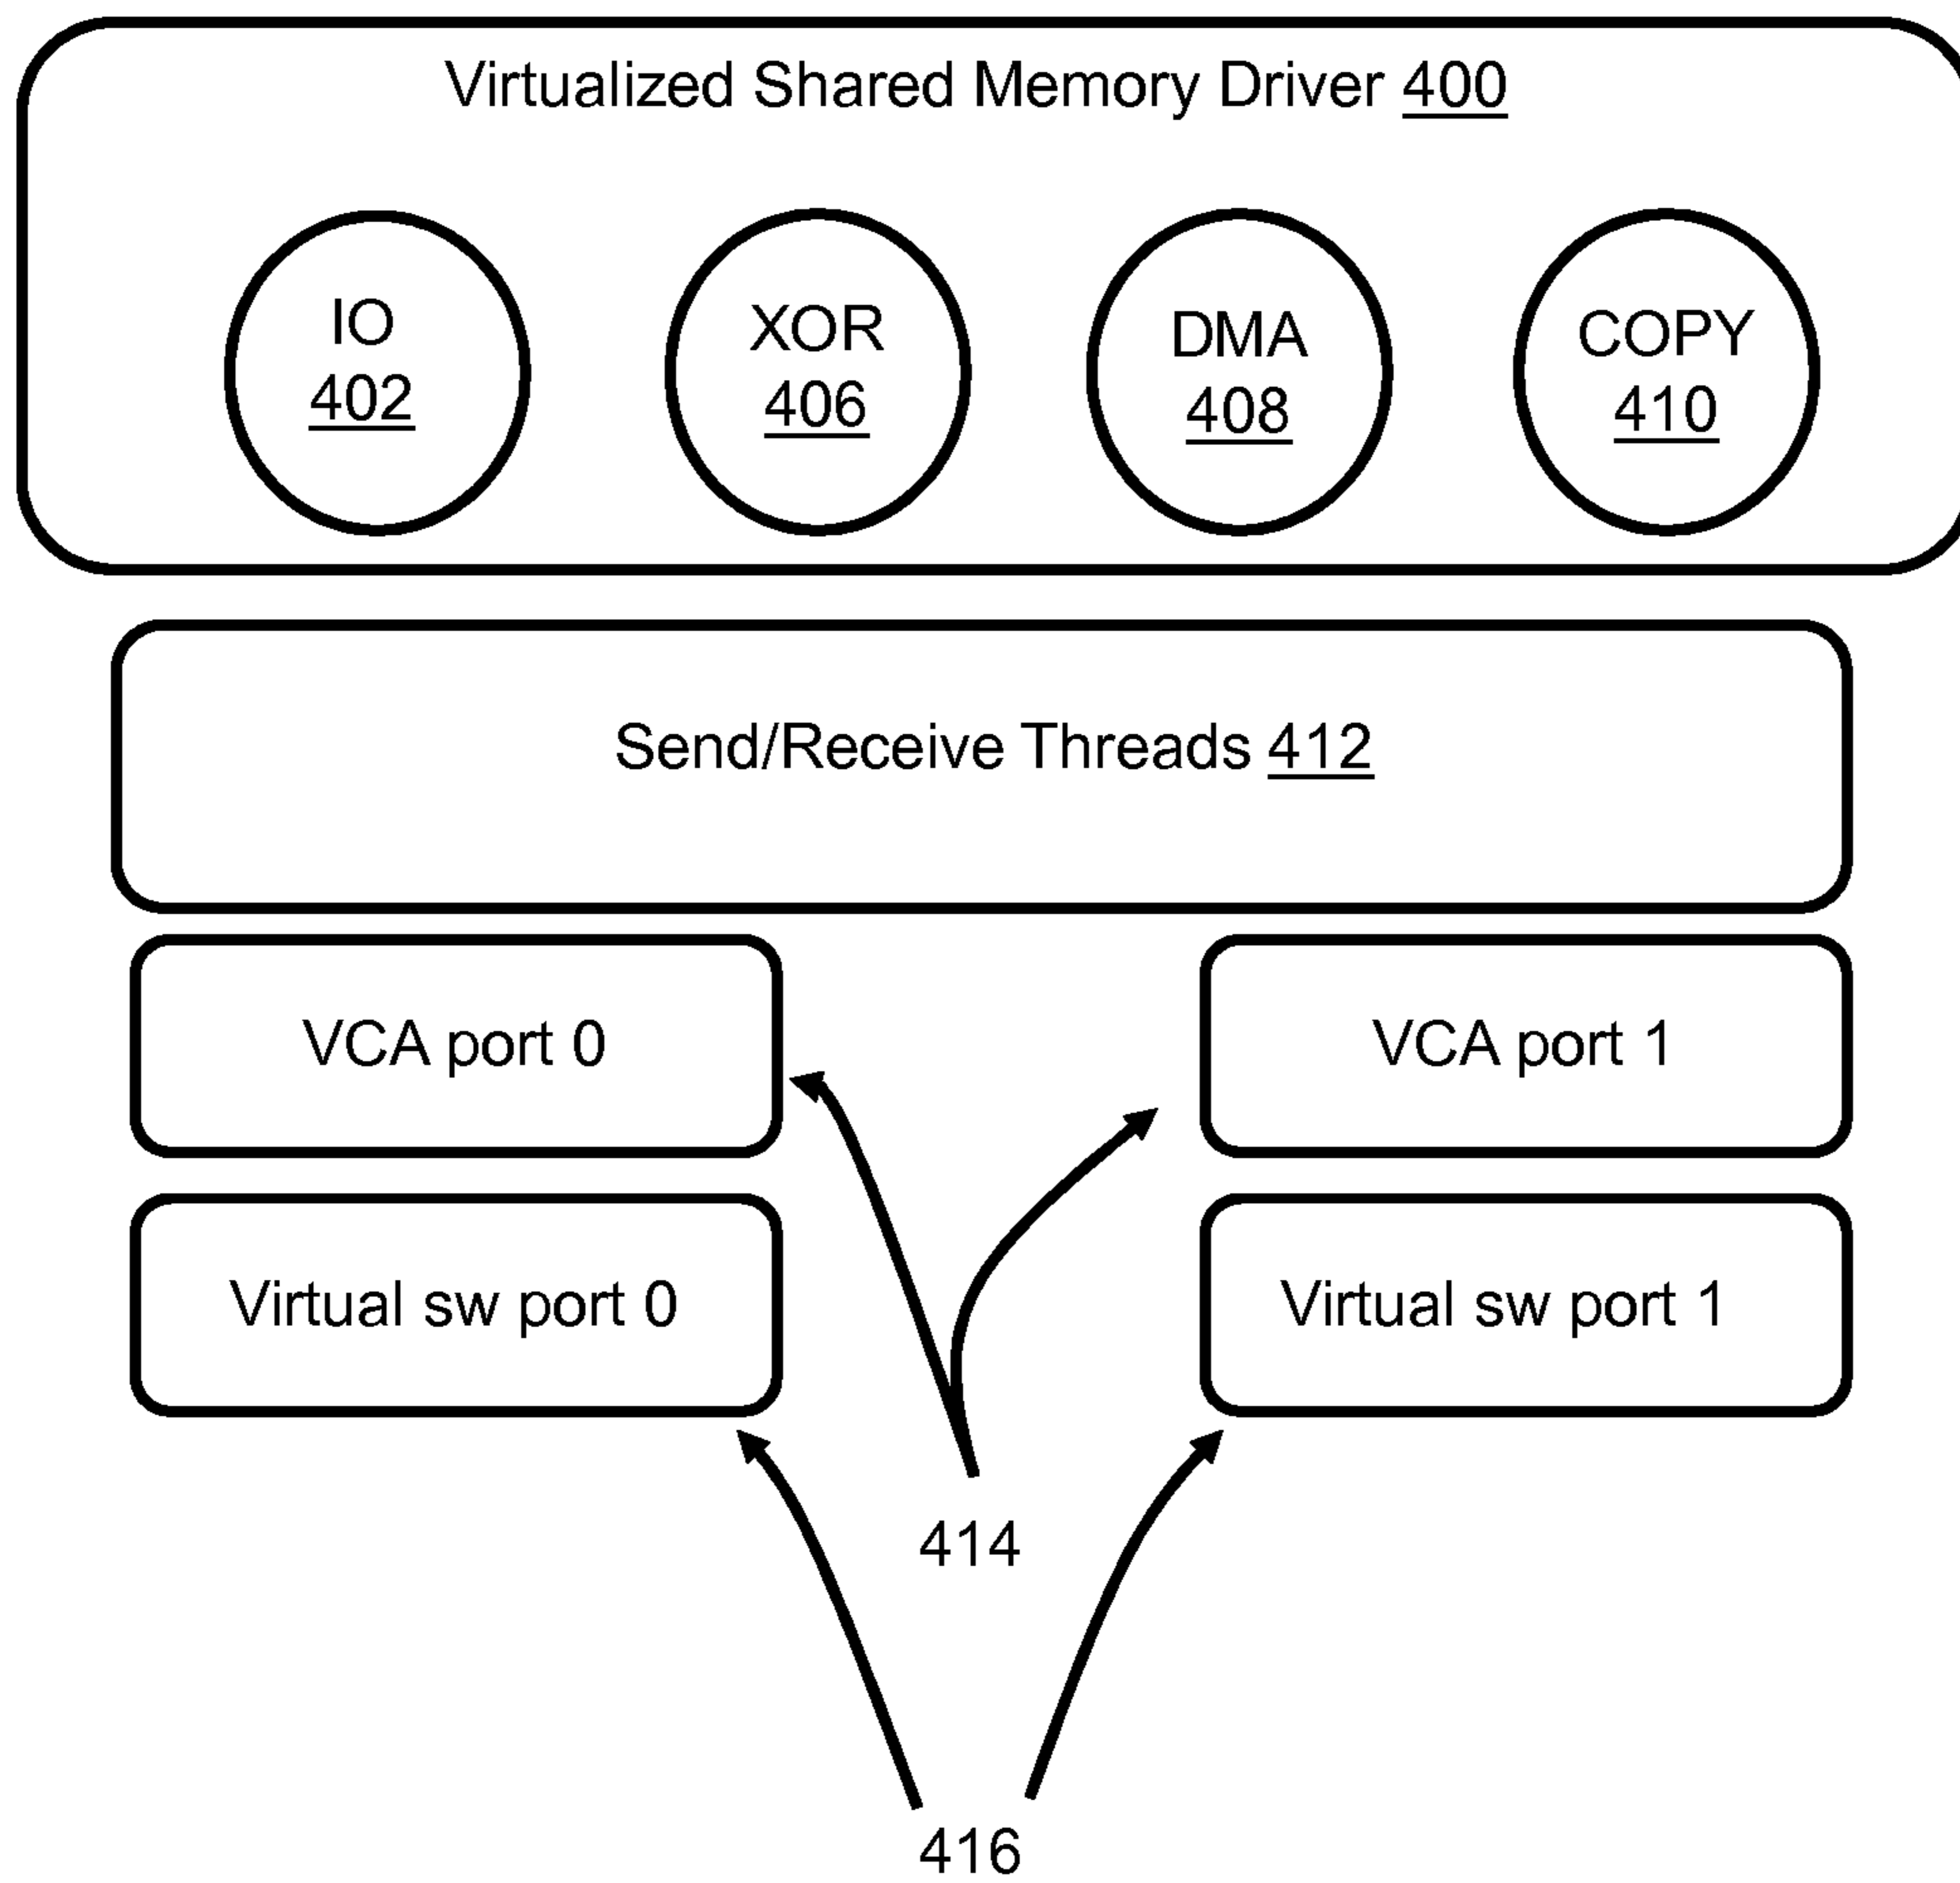 Virtualized Shared Memory Driver 400
IO
402
XOR
406
DMA
408
COPY
410
Send/Receive Threads 412
VCA port 0
VCA port 1
Virtual sw port 0
Virtual sw port 1
414
416